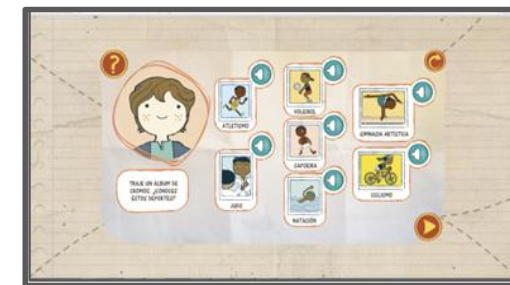 ?
TRAJE UN ÁLBUM DE
CROMOS. ¿CONOCES
ESTOS DEPORTES?
ATLETISMO
JUDO
VOLEIBOL
CAPOEIRA
NATACIÓN
GIMNASIA ARTÍSTICA
CICLISMO